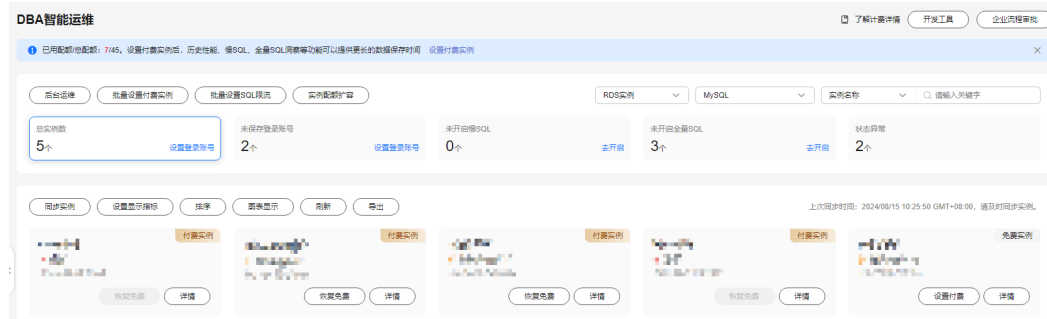 DBA智能运维
了解计费详情 开发工具 企业流程审批
已用配额/总配额：7/45。设置付费实例后，历史性能、慢SQL、全量SQL洞察等功能可以提供更长的数据保存时间 设置付费实例
后台运维 批量设置付费实例 批量设置SQL限流 实例配额扩容 RDS实例 MySQL 实例名称 请输入关键字
总实例数 未保存登录账号 未开启慢SQL 未开启全量SQL 状态异常
5个 设置登录账号 2个 设置登录账号 0个 去开启 3个 去开启 2个
同步实例 设置显示指标 排序 图表显示 刷新 导出 上次同步时间：2024/08/15 10:25:50 GMT+08:00，请及时同步实例。
付费实例 付费实例 付费实例 付费实例 免费实例
恢复免费 详情 恢复免费 详情 恢复免费 详情 恢复免费 详情 设置付费 详情